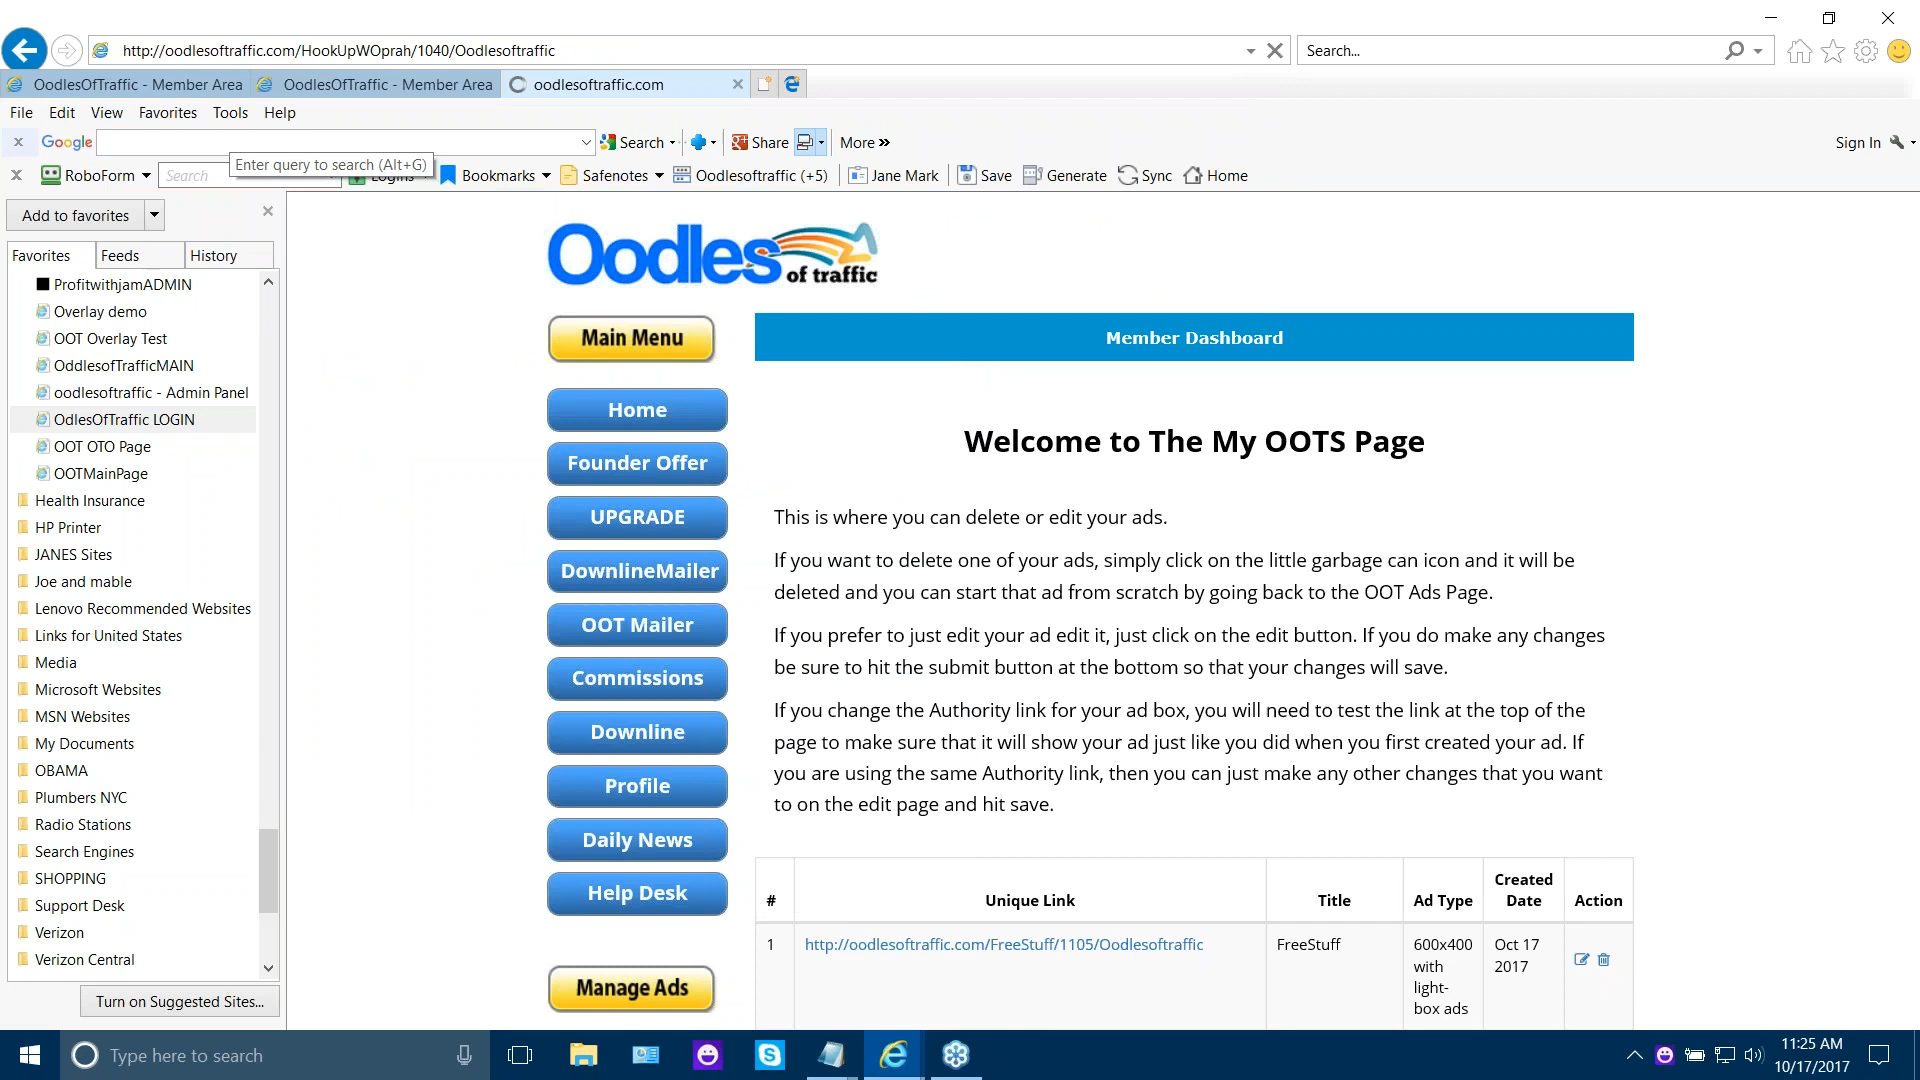 http://oodlesoftraffic.com/HookUpWOprah/1040/Oodlesoftraffic
Search...
OodlesOfTraffic - Member Area
OodlesOfTraffic - Member Area
oodlesoftraffic.com
File Edit View Favorites Tools Help
x Google Search Share More » Sign In
Enter query to search (Alt+G)
RoboForm Search Logins Bookmarks Safenotes Oodlesoftraffic (+5) Jane Mark Save Generate Sync Home
Add to favorites
Favorites Feeds History
ProfitwithjamADMIN
Overlay demo
OOT Overlay Test
OddlesofTrafficMAIN
oodlesoftraffic - Admin Panel
OdlesOfTraffic LOGIN
OOT OTO Page
OOTMainPage
Health Insurance
HP Printer
JANES Sites
Joe and mable
Lenovo Recommended Websites
Links for United States
Media
Microsoft Websites
MSN Websites
My Documents
OBAMA
Plumbers NYC
Radio Stations
Search Engines
SHOPPING
Support Desk
Verizon
Verizon Central
Turn on Suggested Sites...
Oodles
of traffic
Main Menu
Home
Founder Offer
UPGRADE
DownlineMailer
OOT Mailer
Commissions
Downline
Profile
Daily News
Help Desk
Manage Ads
Member Dashboard
Welcome to The My OOTS Page
This is where you can delete or edit your ads.
If you want to delete one of your ads, simply click on the little garbage can icon and it will be
deleted and you can start that ad from scratch by going back to the OOT Ads Page.
If you prefer to just edit your ad edit it, just click on the edit button. If you do make any changes
be sure to hit the submit button at the bottom so that your changes will save.
If you change the Authority link for your ad box, you will need to test the link at the top of the
page to make sure that it will show your ad just like you did when you first created your ad. If
you are using the same Authority link, then you can just make any other changes that you want
to on the edit page and hit save.
# Unique Link Title Ad Type Created Date Action
1 http://oodlesoftraffic.com/FreeStuff/1105/Oodlesoftraffic FreeStuff 600x400 Oct 17
with 2017
light-
box ads
Type here to search
11:25 AM
10/17/2017